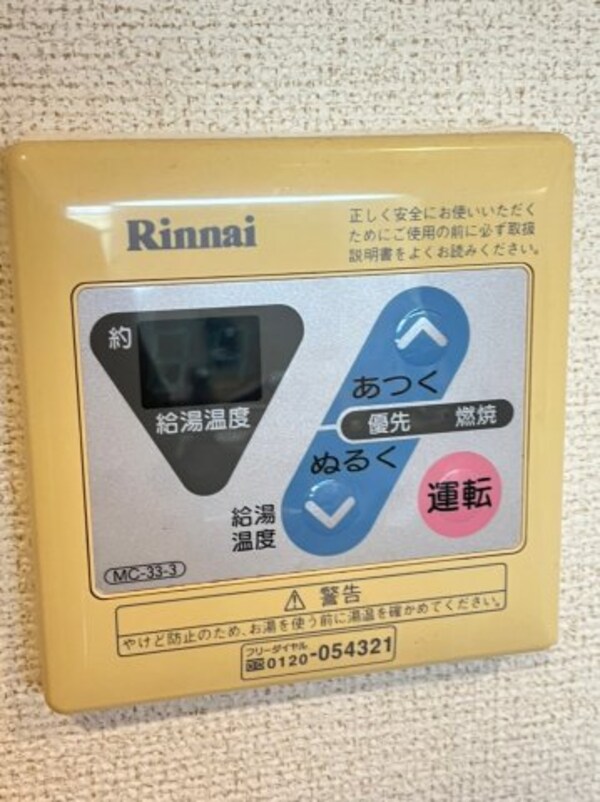 Rinnai
正しく安全にお使いいただく
ためにご使用の前に必ず取扱
説明書をよくお読みください。
約
給湯温度
あつく
優先 燃焼
ぬるく
給湯
温度
運転
MC-33-3
⚠ 警告
やけど防止のため、お湯を使う前に湯温を確かめてください。
フリーダイヤル
0120-054321